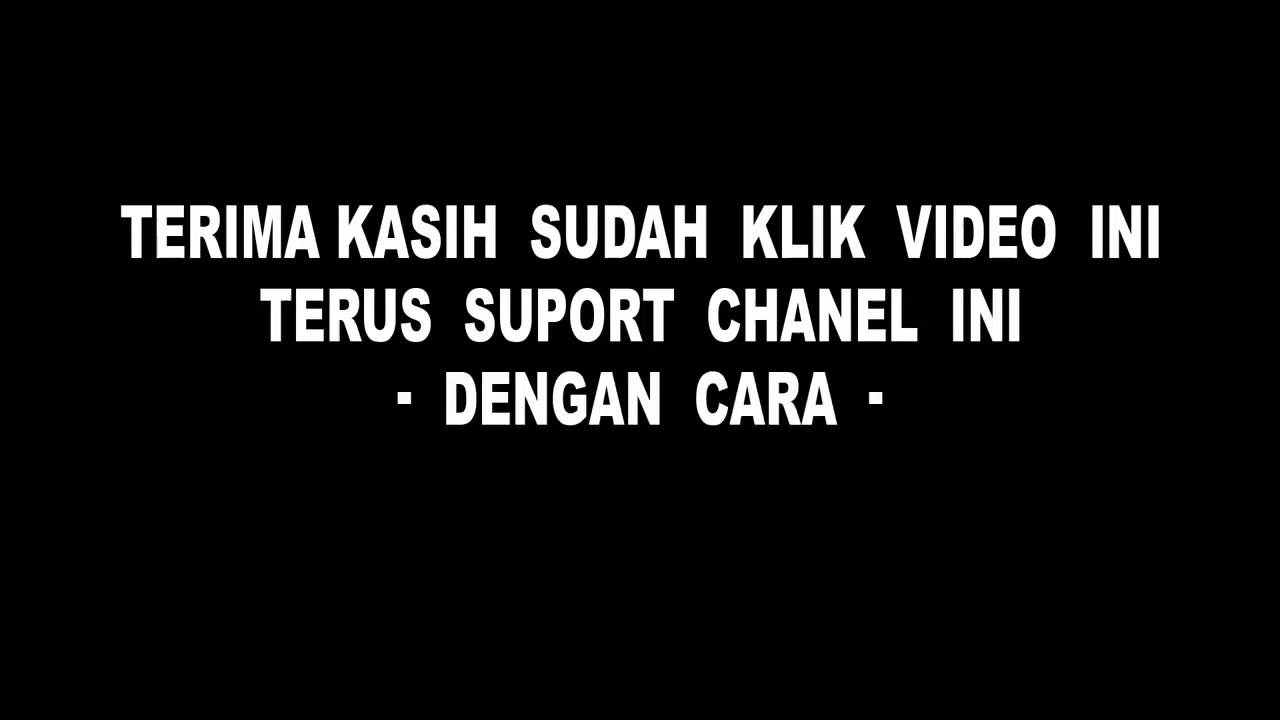 TERIMA KASIH SUDAH KLIK VIDEO INI
TERUS SUPORT CHANEL INI
- DENGAN CARA -